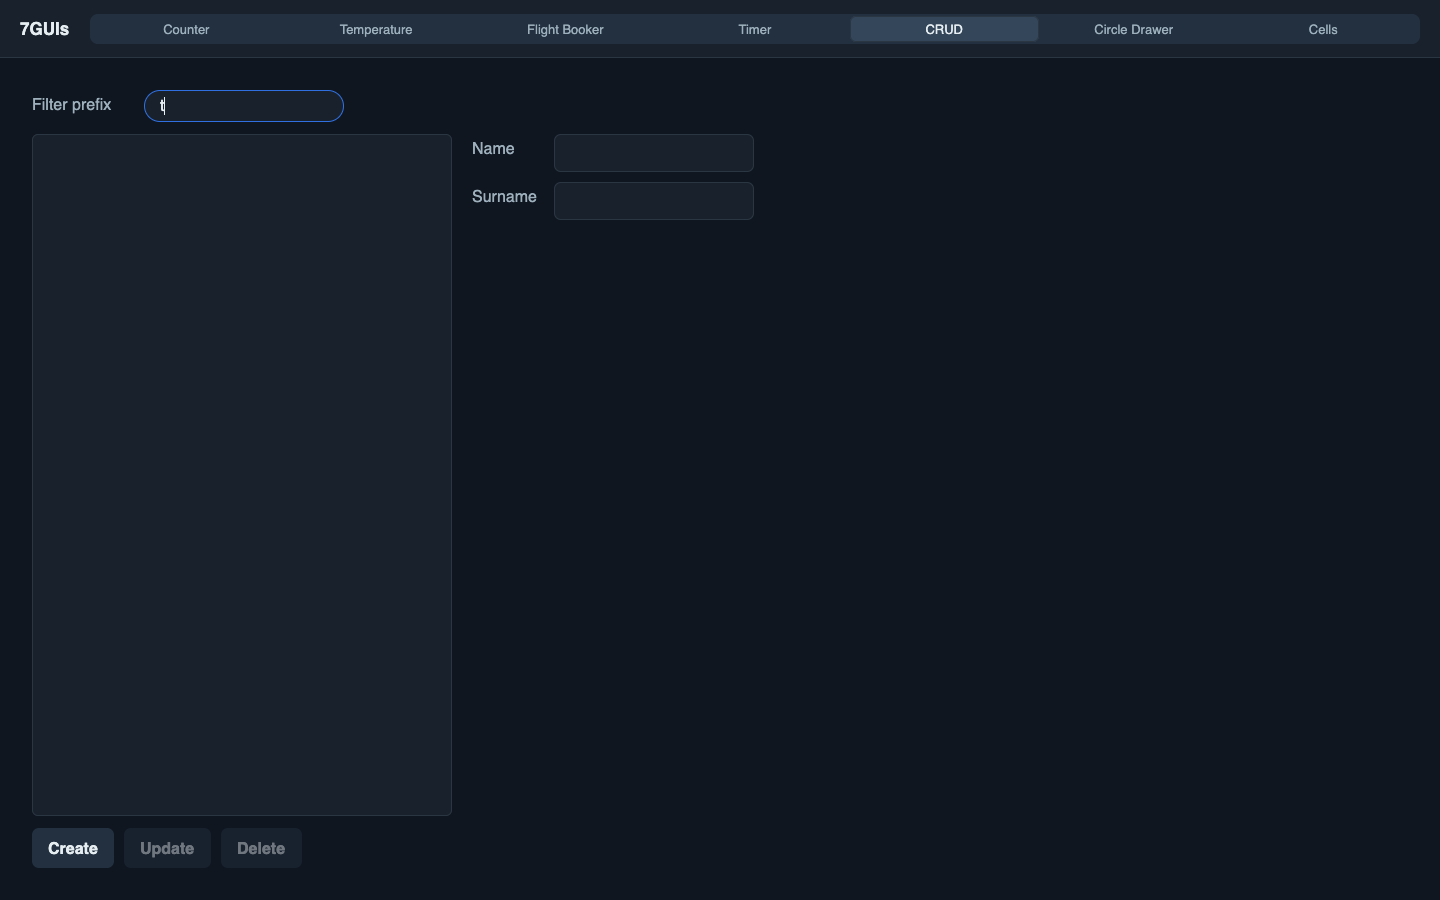 7GUIs Counter Temperature Flight Booker Timer CRUD Circle Drawer Cells
Filter prefix t
Name
Surname
Create Update Delete